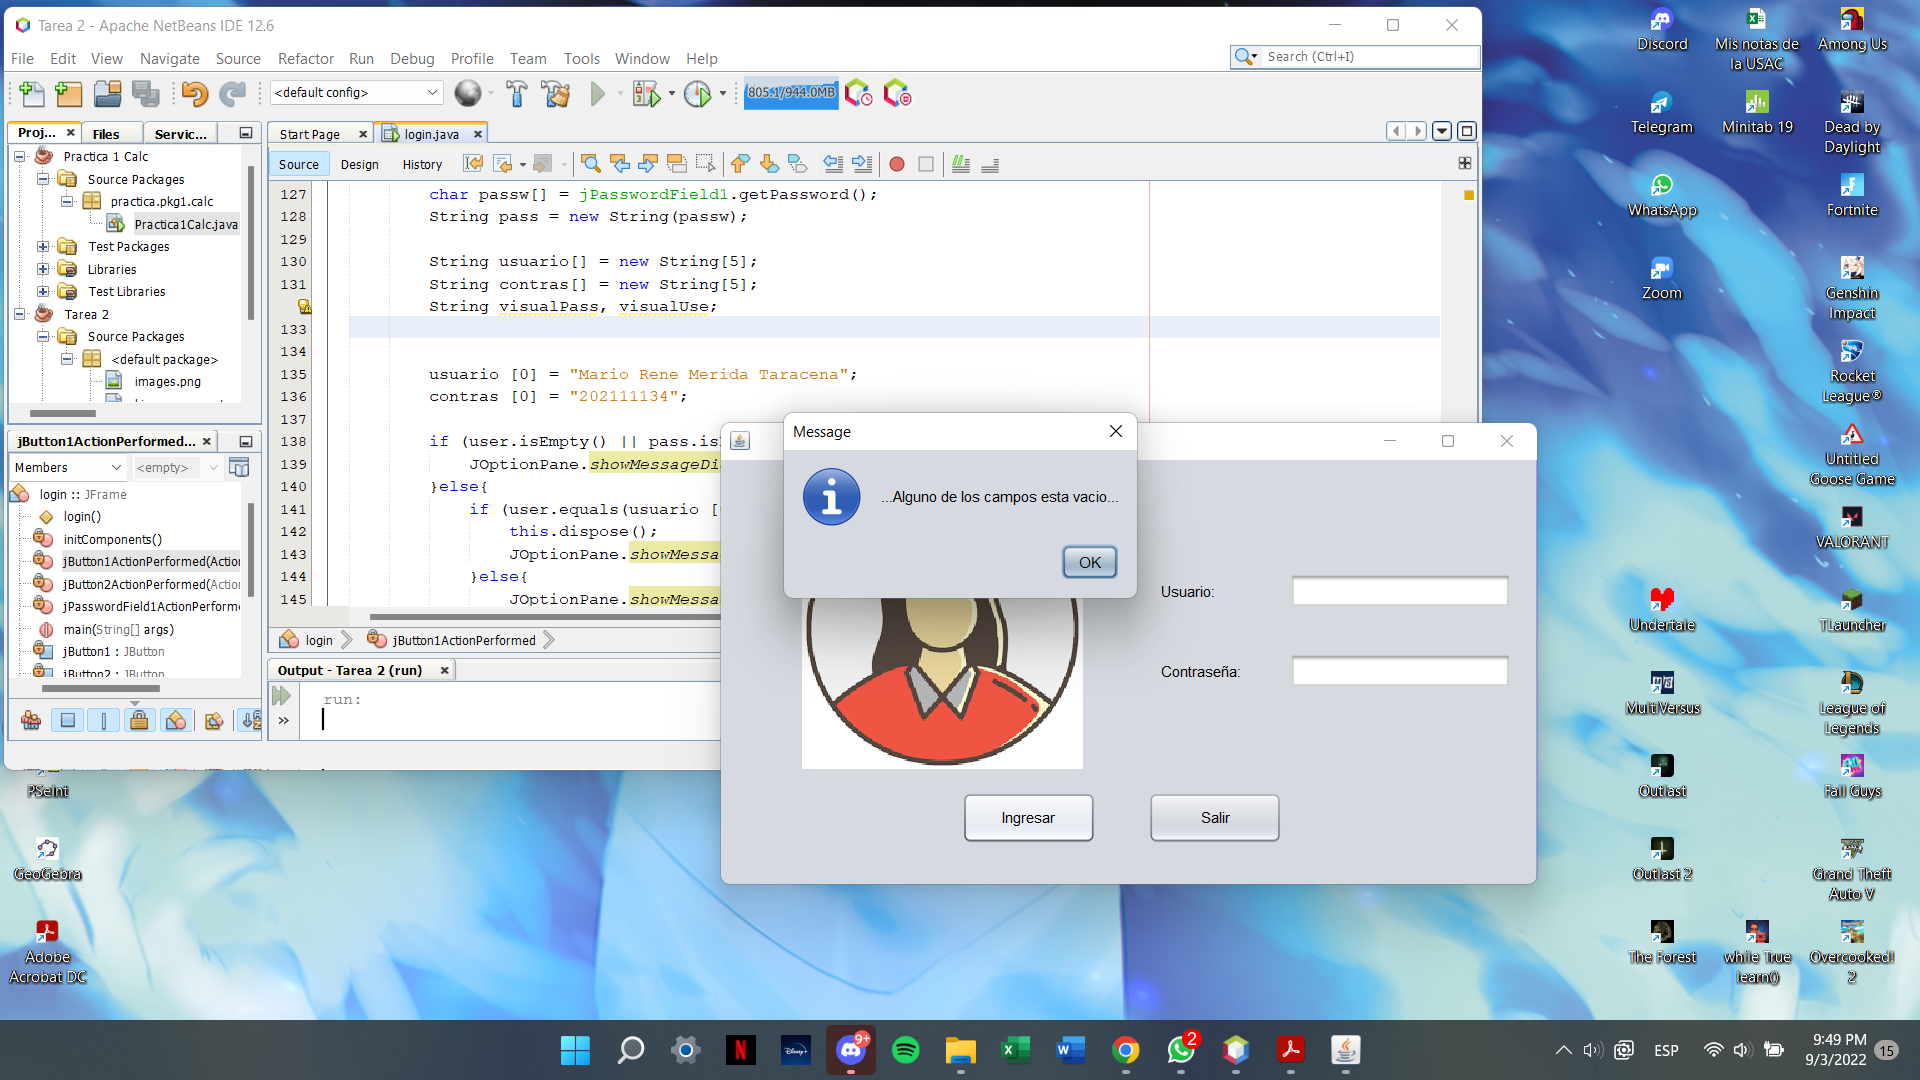 Tarea 2 - Apache NetBeans IDE 12.6
File Edit View Navigate Source Refactor Run Debug Profile Team Tools Window Help
Search (Ctrl+I)
<default config>
805.1/944.0MB
Proj...
Files
Servic...
Practica 1 Calc
Source Packages
practica.pkg1.calc
Practica1Calc.java
Test Packages
Libraries
Test Libraries
Tarea 2
Source Packages
<default package>
images.png
jButton1ActionPerformed...
Members
<empty>
login :: JFrame
login()
initComponents()
jButton1ActionPerformed(Action
jButton2ActionPerformed(Action
jPasswordField1ActionPerforme
main(String[] args)
jButton1 : JButton
jButton2 : JButton
Start Page
login.java
Source Design History
127 char passw[] = jPasswordField1.getPassword();
128 String pass = new String(passw);
129
130 String usuario[] = new String[5];
131 String contras[] = new String[5];
String visualPass, visualUse;
133
134
135 usuario [0] = "Mario Rene Merida Taracena";
136 contras [0] = "202111134";
137
138 if (user.isEmpty() || pass.is
139 JOptionPane.showMessageDi
140 }else{
141 if (user.equals(usuario [
142 this.dispose();
143 JOptionPane.showMessa
144 }else{
145 JOptionPane.showMessa
login
jButton1ActionPerformed
Output - Tarea 2 (run)
run:
Message
...Alguno de los campos esta vacio...
OK
Usuario:
Contraseña:
Ingresar
Salir
PSeInt
GeoGebra
Adobe
Acrobat DC
Discord
Mis notas de
la USAC
Among Us
Telegram
Minitab 19
Dead by
Daylight
WhatsApp
Fortnite
Zoom
Genshin
Impact
Rocket
League®
Untitled
Goose Game
VALORANT
Undertale
TLauncher
MultiVersus
League of
Legends
Outlast
Fall Guys
Outlast 2
Grand Theft
Auto V
The Forest
while True
learn()
Overcooked!
2
Disney+
9+
2
ESP
9:49 PM
9/3/2022
15